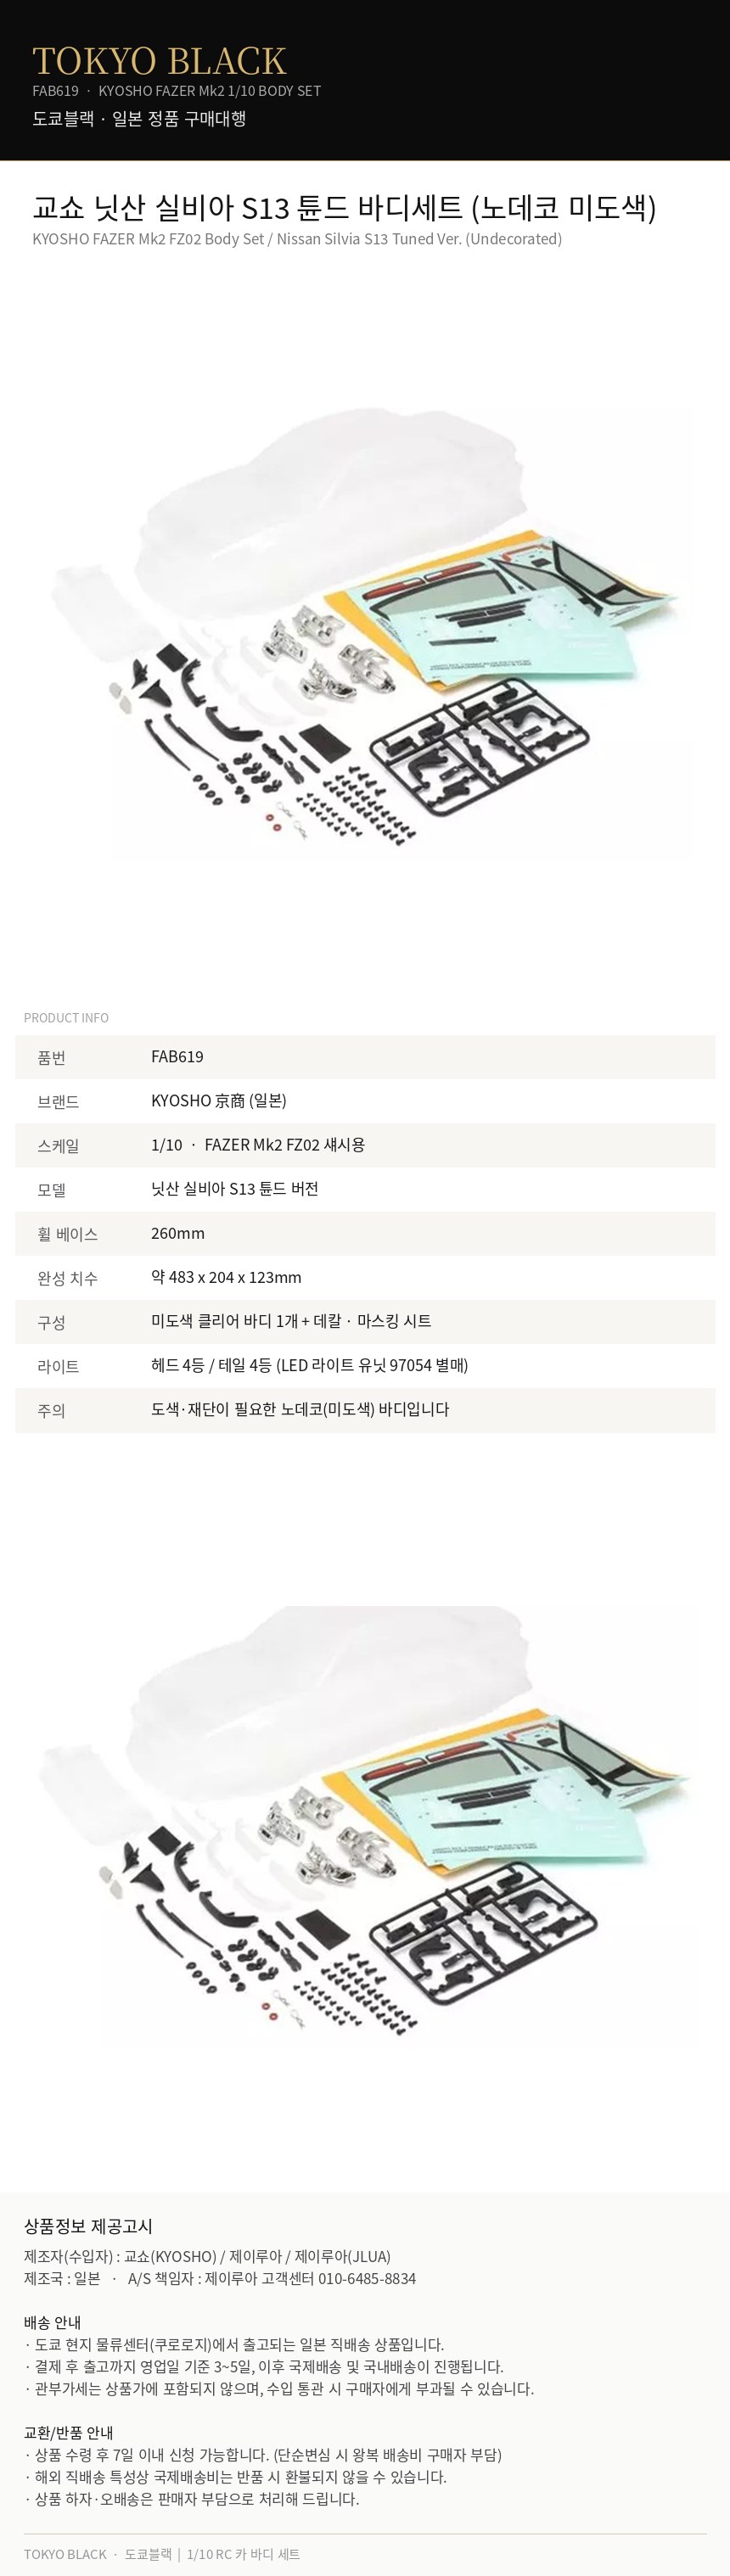 TOKYO BLACK
FAB619 · KYOSHO FAZER Mk2 1/10 BODY SET
도쿄블랙 · 일본 정품 구매대행
교쇼 닛산 실비아 S13 튠드 바디세트 (노데코 미도색)
KYOSHO FAZER Mk2 FZ02 Body Set / Nissan Silvia S13 Tuned Ver. (Undecorated)
PRODUCT INFO
품번 FAB619
브랜드 KYOSHO 京商 (일본)
스케일 1/10 · FAZER Mk2 FZ02 섀시용
모델 닛산 실비아 S13 튠드 버전
휠 베이스 260mm
완성 치수 약 483 x 204 x 123mm
구성 미도색 클리어 바디 1개 + 데칼 · 마스킹 시트
라이트 헤드 4등 / 테일 4등 (LED 라이트 유닛 97054 별매)
주의 도색·재단이 필요한 노데코(미도색) 바디입니다
상품정보 제공고시
제조자(수입자) : 교쇼(KYOSHO) / 제이루아 / 제이루아(JLUA)
제조국 : 일본 · A/S 책임자 : 제이루아 고객센터 010-6485-8834
배송 안내
· 도쿄 현지 물류센터(쿠로로지)에서 출고되는 일본 직배송 상품입니다.
· 결제 후 출고까지 영업일 기준 3~5일, 이후 국제배송 및 국내배송이 진행됩니다.
· 관부가세는 상품가에 포함되지 않으며, 수입 통관 시 구매자에게 부과될 수 있습니다.
교환/반품 안내
· 상품 수령 후 7일 이내 신청 가능합니다. (단순변심 시 왕복 배송비 구매자 부담)
· 해외 직배송 특성상 국제배송비는 반품 시 환불되지 않을 수 있습니다.
· 상품 하자·오배송은 판매자 부담으로 처리해 드립니다.
TOKYO BLACK · 도쿄블랙 | 1/10 RC 카 바디 세트